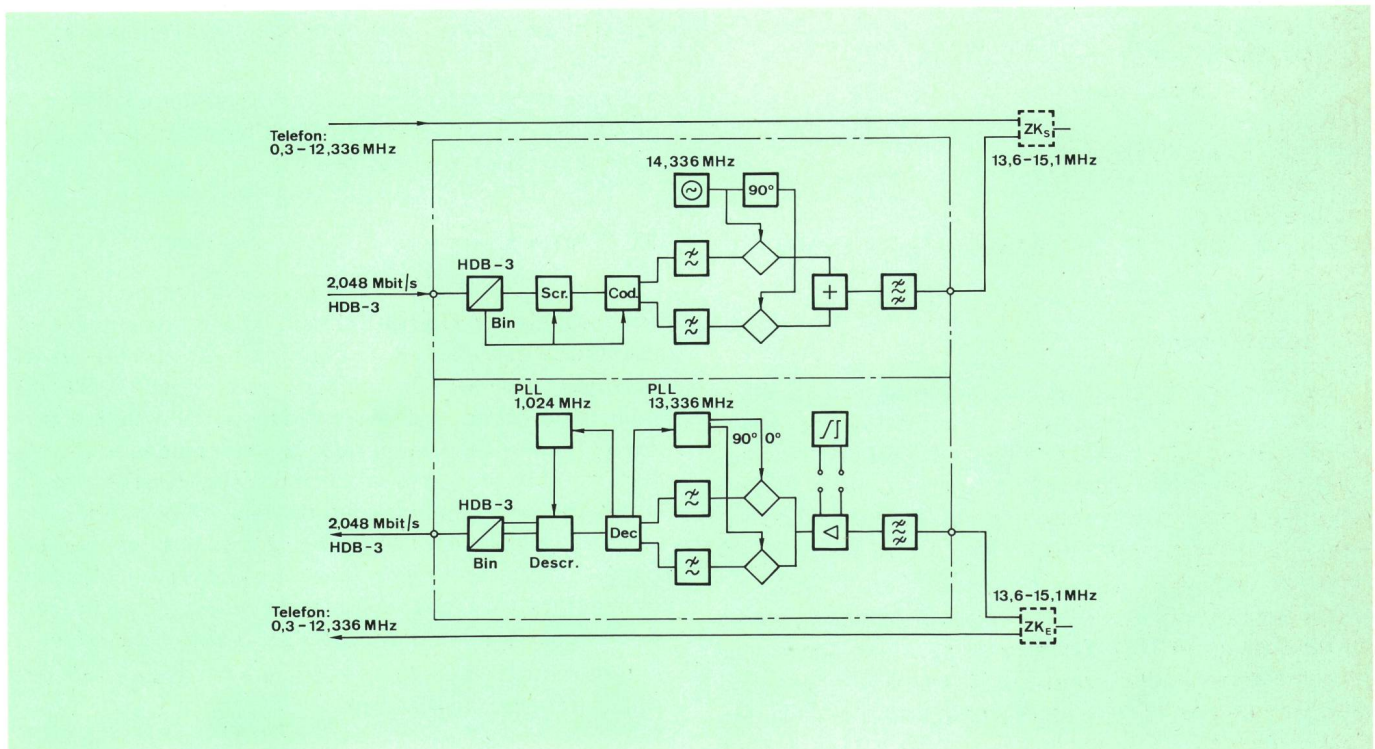 Telefon:
0,3–12,336 MHz
ZKS
13,6–15,1 MHz
14,336 MHz
90°
HDB-3
2,048 Mbit/s
HDB-3
Bin
Scr.
Cod.
+
PLL
1,024 MHz
PLL
13,336 MHz
90° 0°
HDB-3
2,048 Mbit/s
HDB-3
Bin
Descr.
Dec
13,6–15,1 MHz
Telefon:
0,3–12,336 MHz
ZKE